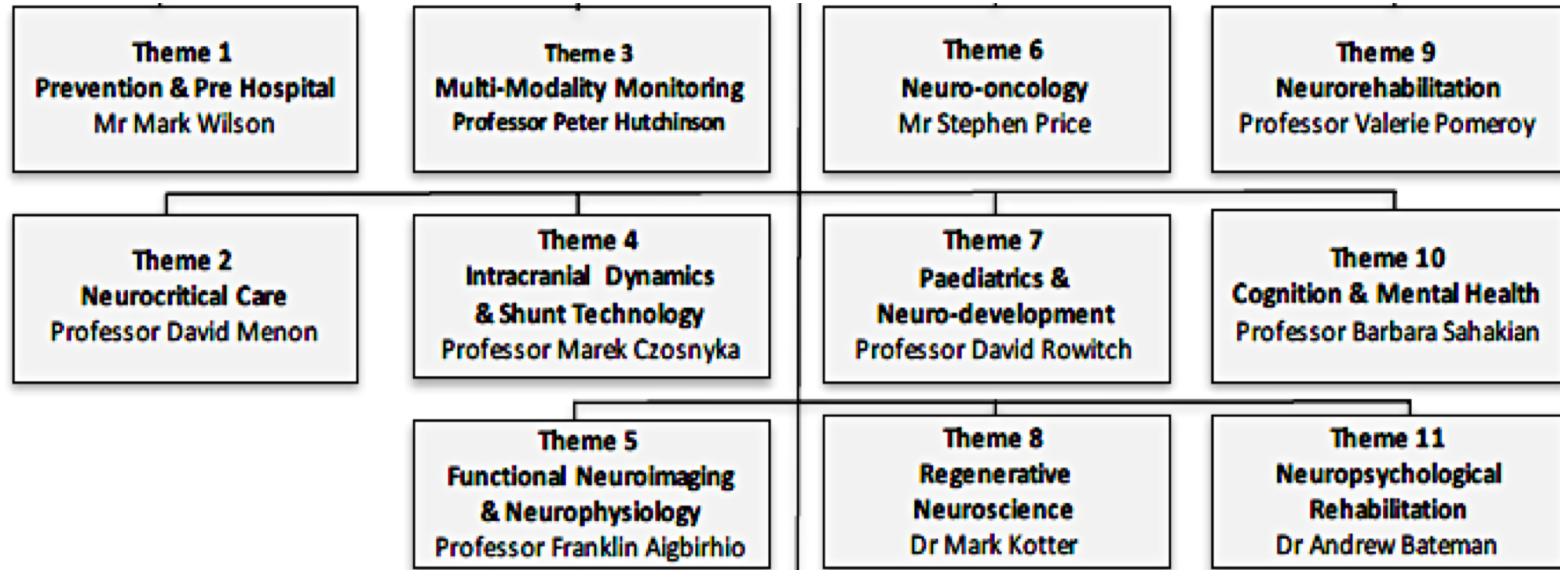 Theme 1
Prevention & Pre Hospital
Mr Mark Wilson
Theme 3
Multi-Modality Monitoring
Professor Peter Hutchinson
Theme 6
Neuro-oncology
Mr Stephen Price
Theme 9
Neurorehabilitation
Professor Valerie Pomeroy
Theme 2
Neurocritical Care
Professor David Menon
Theme 4
Intracranial Dynamics
& Shunt Technology
Professor Marek Czosnyka
Theme 7
Paediatrics &
Neuro-development
Professor David Rowitch
Theme 10
Cognition & Mental Health
Professor Barbara Sahakian
Theme 5
Functional Neuroimaging
& Neurophysiology
Professor Franklin Aigbirhio
Theme 8
Regenerative
Neuroscience
Dr Mark Kotter
Theme 11
Neuropsychological
Rehabilitation
Dr Andrew Bateman